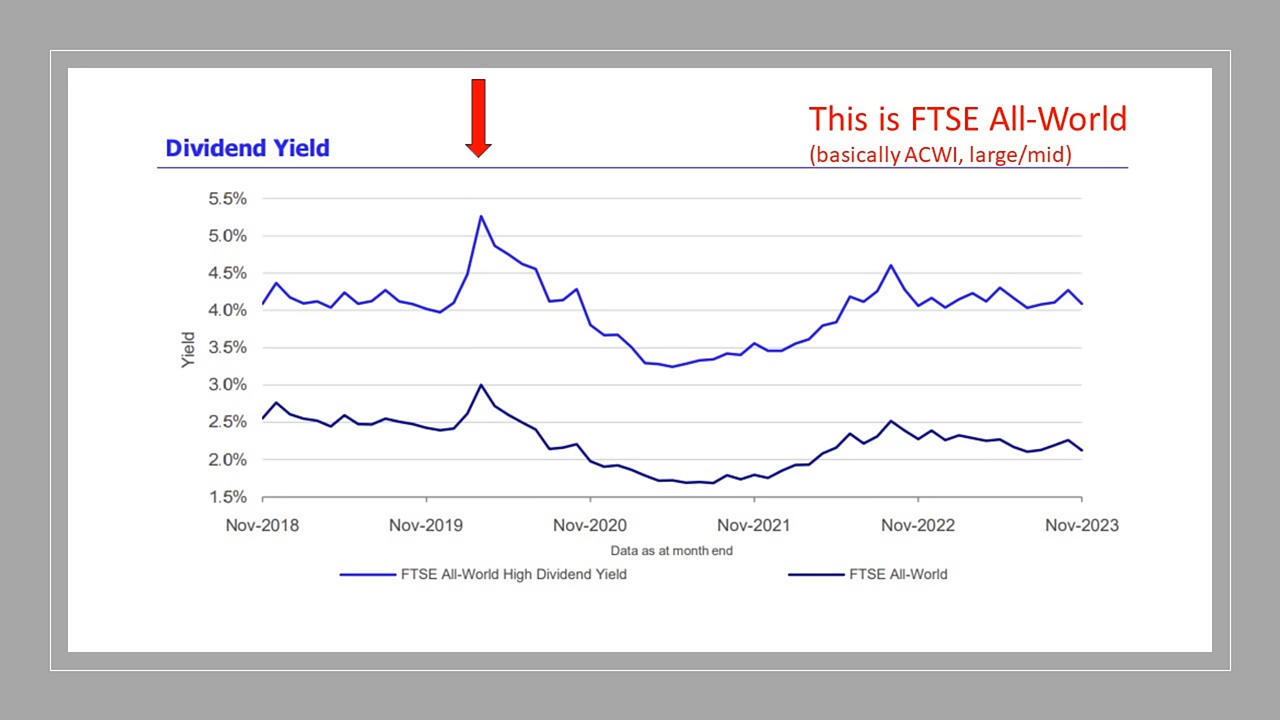 This is FTSE All-World
(basically ACWI, large/mid)
Dividend Yield
5.5%
5.0%
4.5%
4.0%
3.5%
3.0%
2.5%
2.0%
1.5%
Yield
Nov-2018 Nov-2019 Nov-2020 Nov-2021 Nov-2022 Nov-2023
Data as at month end
FTSE All-World High Dividend Yield FTSE All-World